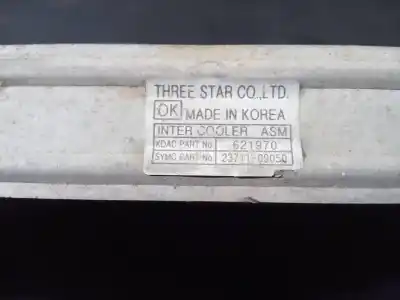 THREE STAR CO.,LTD.
OK MADE IN KOREA
INTER COOLER ASM
KDAC PART No. 621970
SYMC PART No. 23711-09050